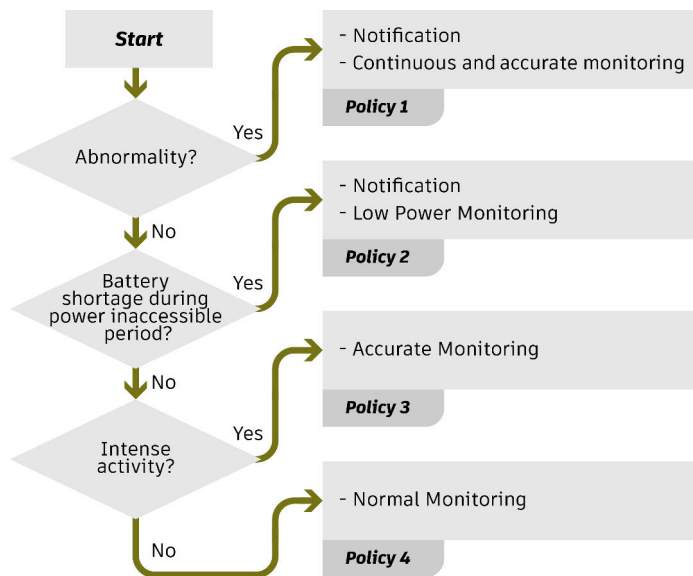 Start
- Notification
- Continuous and accurate monitoring
Policy 1
Yes
Abnormality?
No
- Notification
- Low Power Monitoring
Policy 2
Yes
Battery
shortage during
power inaccessible
period?
No
- Accurate Monitoring
Policy 3
Yes
Intense
activity?
No
- Normal Monitoring
Policy 4